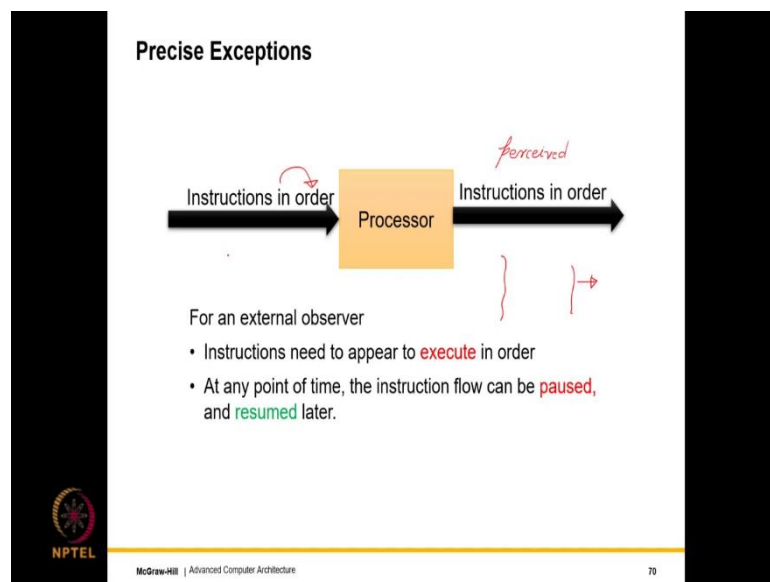 Precise Exceptions
perceived
Instructions in order
Instructions in order
Processor
For an external observer
• Instructions need to appear to execute in order
• At any point of time, the instruction flow can be paused,
and resumed later.
NPTEL
McGraw-Hill | Advanced Computer Architecture
70